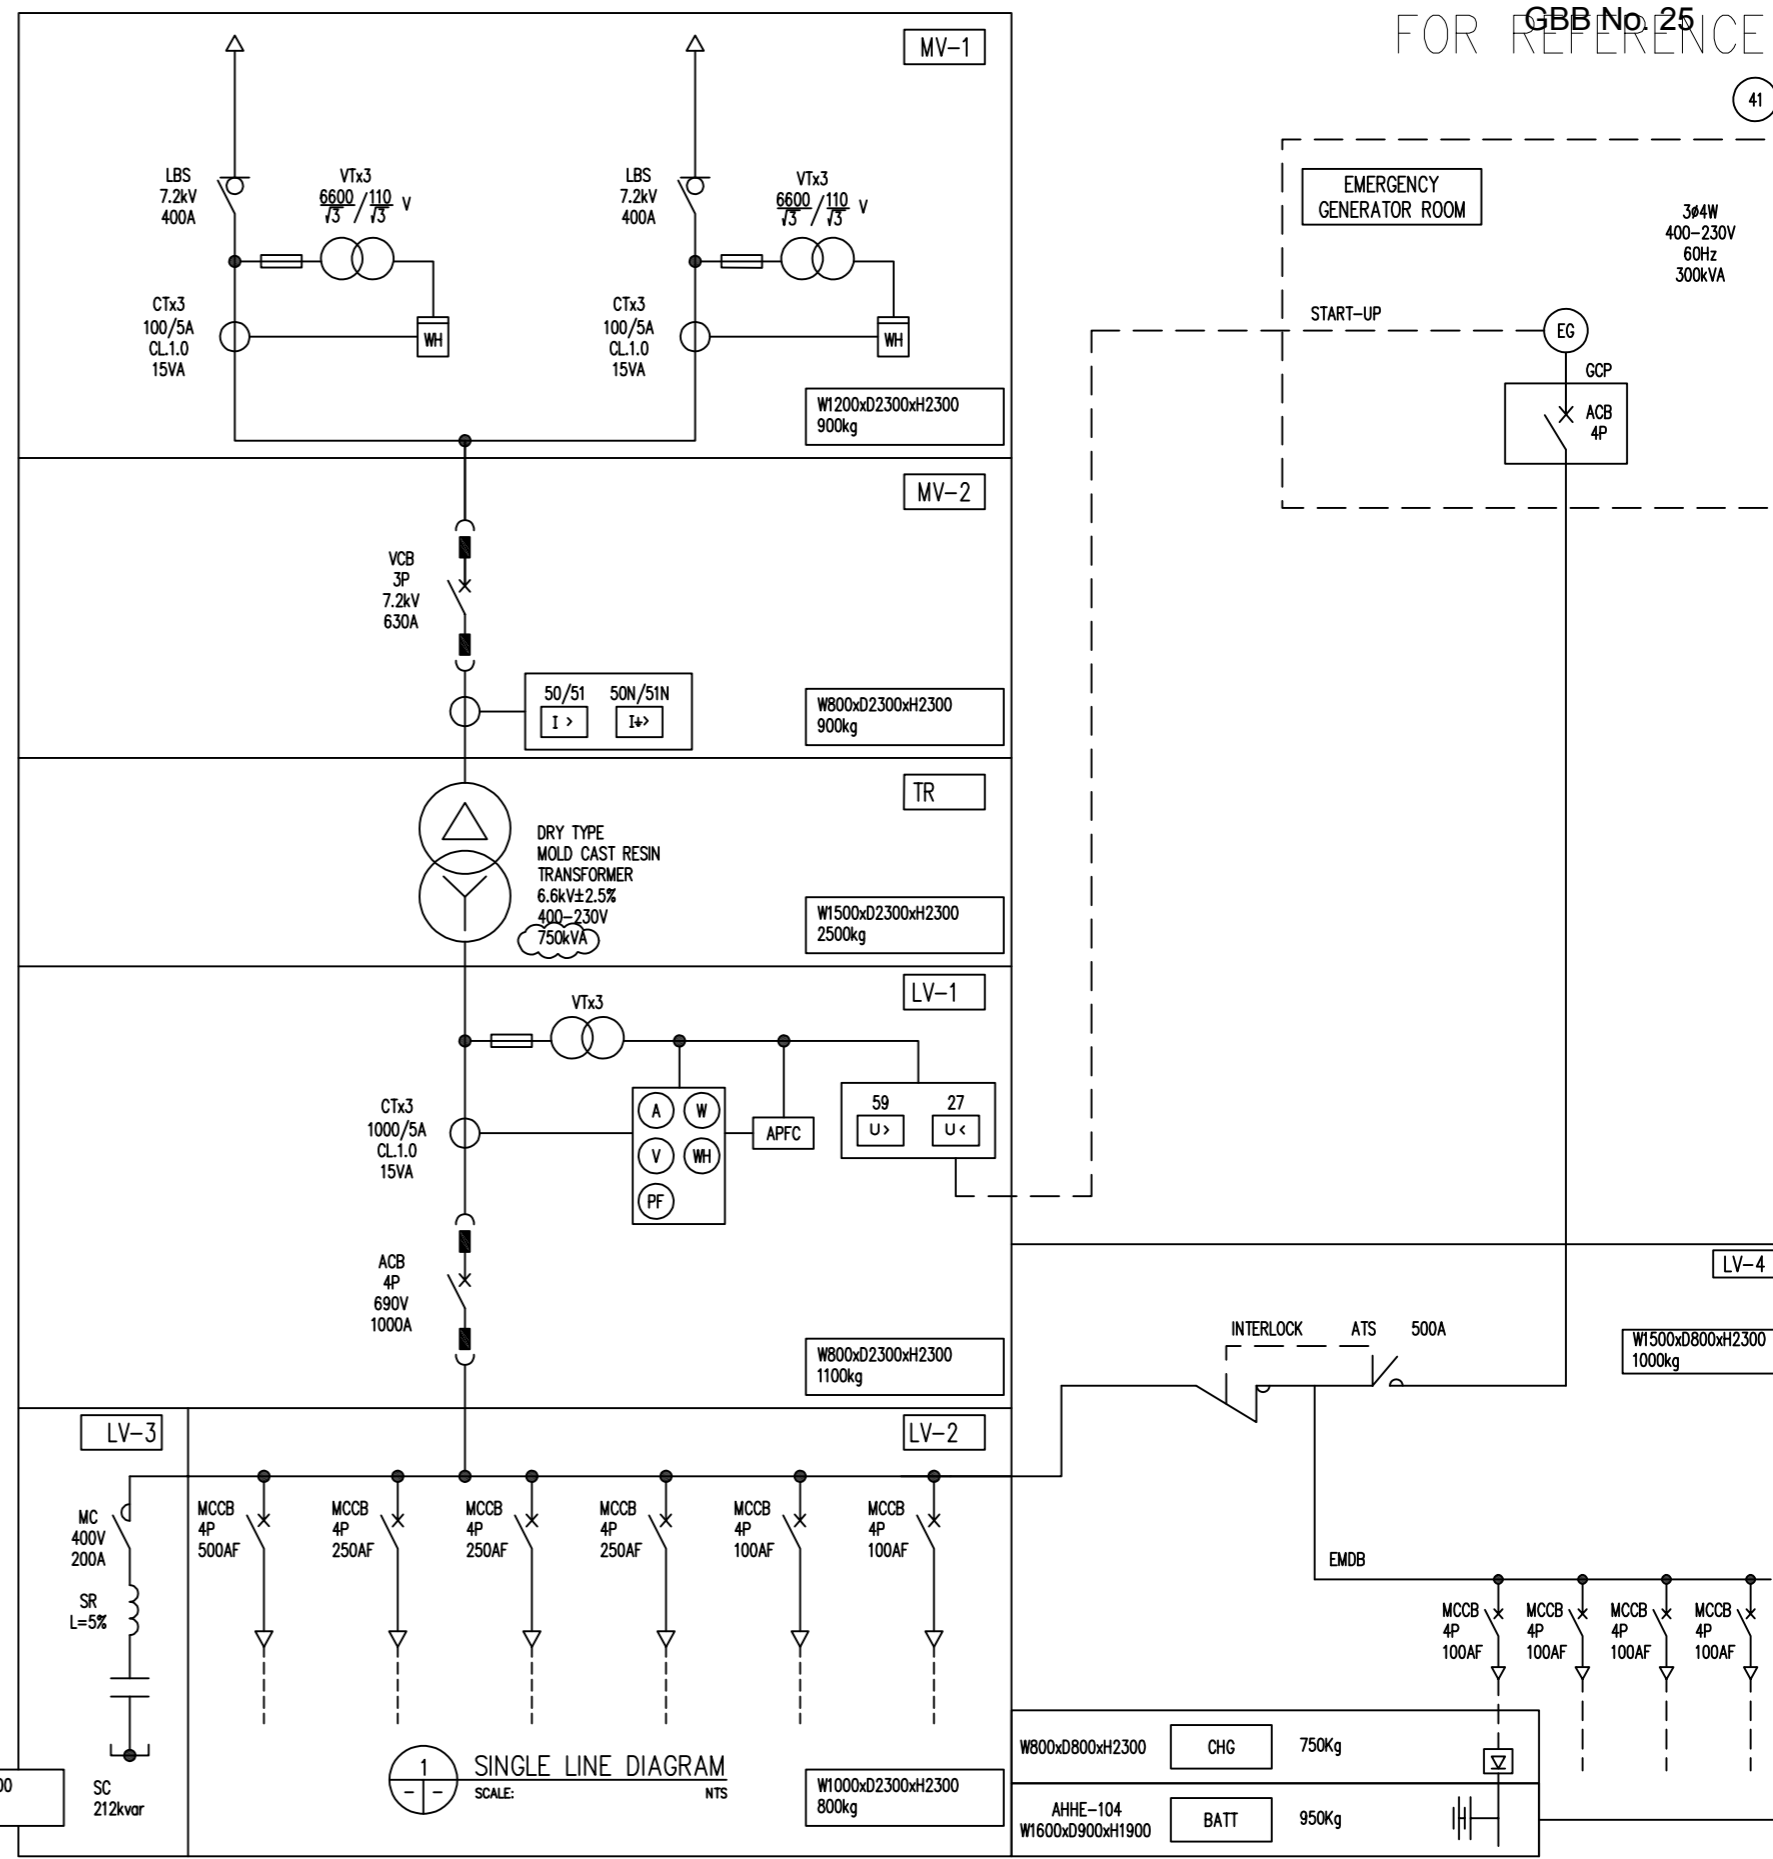 GBB No. 25
FOR REFERENCE
41
MV-1
LBS
7.2kV
400A
VTx3
6600/√3 / 110/√3 V
CTx3
100/5A
CL.1.0
15VA
WH
LBS
7.2kV
400A
VTx3
6600/√3 / 110/√3 V
CTx3
100/5A
CL.1.0
15VA
WH
W1200xD2300xH2300
900kg
EMERGENCY
GENERATOR ROOM
3ø4W
400-230V
60Hz
300kVA
START-UP
EG
GCP
ACB
4P
MV-2
VCB
3P
7.2kV
630A
50/51 50N/51N
I > I⏚>
W800xD2300xH2300
900kg
TR
DRY TYPE
MOLD CAST RESIN
TRANSFORMER
6.6kV±2.5%
400-230V
750kVA
W1500xD2300xH2300
2500kg
LV-1
VTx3
CTx3
1000/5A
CL.1.0
15VA
A W
V WH
PF
APFC
59 27
U> U<
ACB
4P
690V
1000A
W800xD2300xH2300
1100kg
LV-4
INTERLOCK ATS 500A
W1500xD800xH2300
1000kg
LV-3
MC
400V
200A
SR
L=5%
SC
212kvar
00
LV-2
MCCB
4P
500AF
MCCB
4P
250AF
MCCB
4P
250AF
MCCB
4P
250AF
MCCB
4P
100AF
MCCB
4P
100AF
1
- -
SINGLE LINE DIAGRAM
SCALE: NTS
W1000xD2300xH2300
800kg
EMDB
MCCB
4P
100AF
MCCB
4P
100AF
MCCB
4P
100AF
MCCB
4P
100AF
W800xD800xH2300 CHG 750Kg
AHHE-104
W1600xD900xH1900
BATT 950Kg